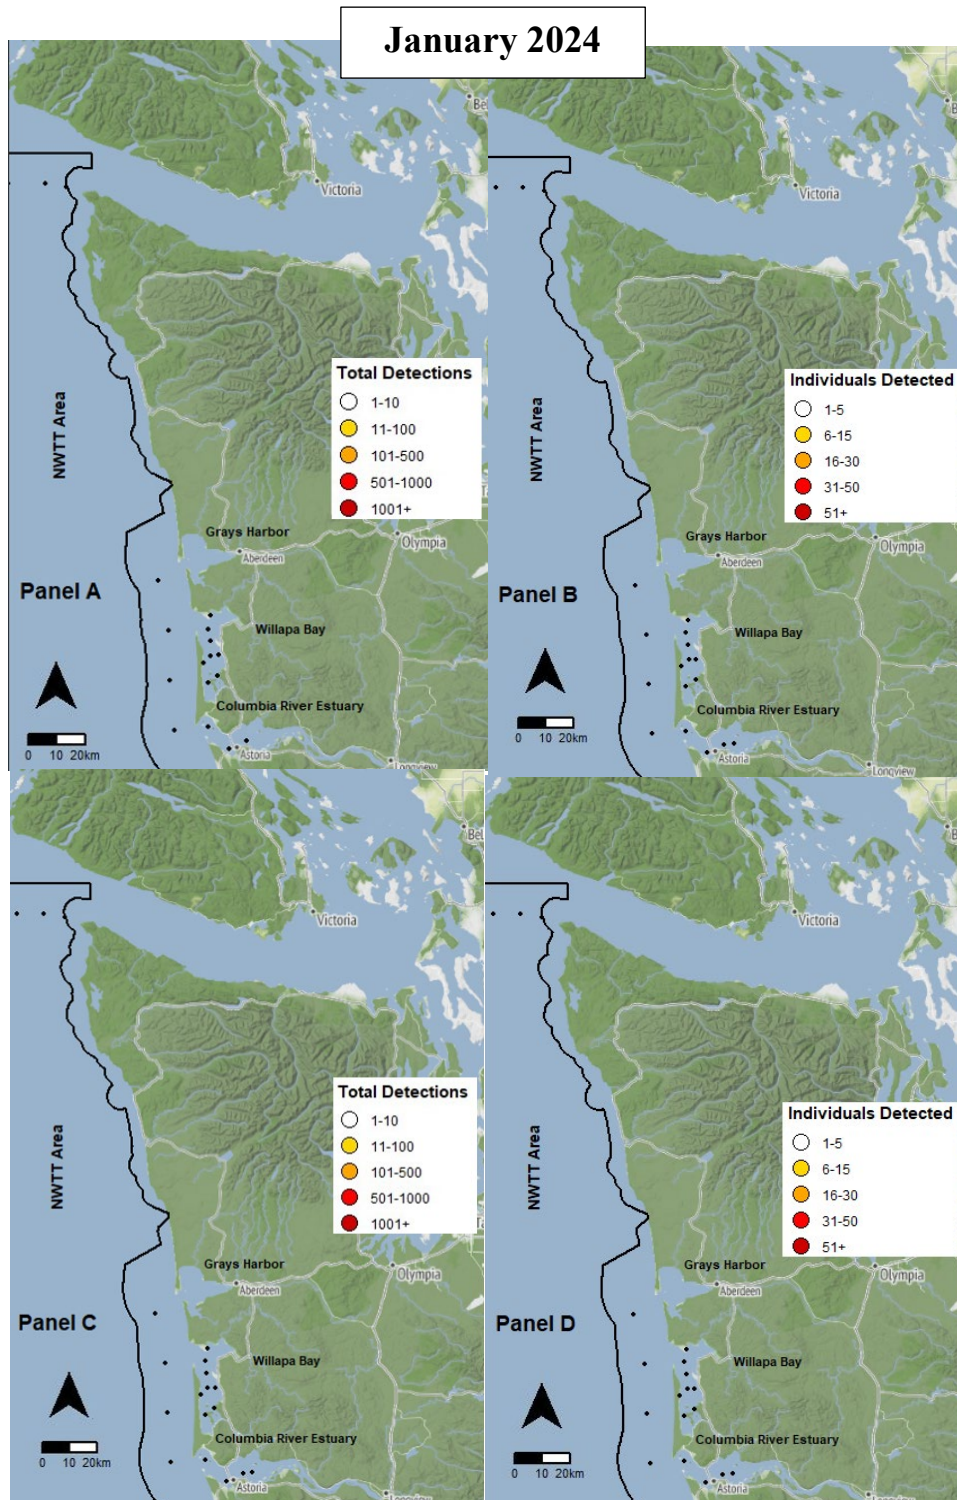 January 2024
Be
Victoria
NWTT Area
Total Detections
1-10
11-100
101-500
501-1000
1001+
Grays Harbor
Aberdeen
Olympia
Panel A
Willapa Bay
Columbia River Estuary
0 10 20km
Astoria
Longview
B
Victoria
NWTT Area
Individuals Detected
1-5
6-15
16-30
31-50
51+
Grays Harbor
Aberdeen
Olympia
Panel B
Willapa Bay
Columbia River Estuary
0 10 20km
Astoria
Longview
Bel
Victoria
NWTT Area
Total Detections
1-10
11-100
101-500
501-1000
1001+
Ta
Grays Harbor
Aberdeen
Olympia
Panel C
Willapa Bay
Columbia River Estuary
0 10 20km
Astoria
Longview
B
Victoria
NWTT Area
Individuals Detected
1-5
6-15
16-30
31-50
51+
Grays Harbor
Aberdeen
Olympia
Panel D
Willapa Bay
Columbia River Estuary
0 10 20km
Astoria
Longview